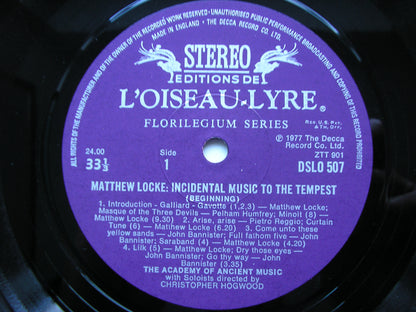 ALL RIGHTS OF THE MANUFACTURER AND OF THE OWNER OF THE RECORDED WORK RESERVED · UNAUTHORISED PUBLIC PERFORMANCE BROADCASTING AND COPYING OF THIS RECORD PROHIBITED
MADE IN ENGLAND, THE DECCA RECORD CO. LTD.
STEREO
EDITIONS DE
L'OISEAU-LYRE®
FLORILEGIUM SERIES
Reg. U.S. Pat.
& Tm. Off.
24.00
33⅓
Side
1
℗ 1977 The Decca
Record Co. Ltd.
ZTT 901
DSLO 507
MATTHEW LOCKE: INCIDENTAL MUSIC TO THE TEMPEST
(BEGINNING)
1. Introduction - Galliard - Gavotte (1,2,3) - Matthew Locke;
Masque of the Three Devils - Pelham Humfrey; Minoit (8) -
Matthew Locke (9.30) 2. Arise, arise - Pietro Reggio; Curtain
Tune (6) - Matthew Locke (6.20) 3. Come unto these
yellow sands - John Bannister; Full fathom five - John
Bannister; Saraband (4) - Matthew Locke (4.20)
4. Lilk (5) - Matthew Locke; Dry those eyes -
John Bannister; Go thy way - John
Bannister (3.35)
THE ACADEMY OF ANCIENT MUSIC
with Soloists directed by
CHRISTOPHER HOGWOOD